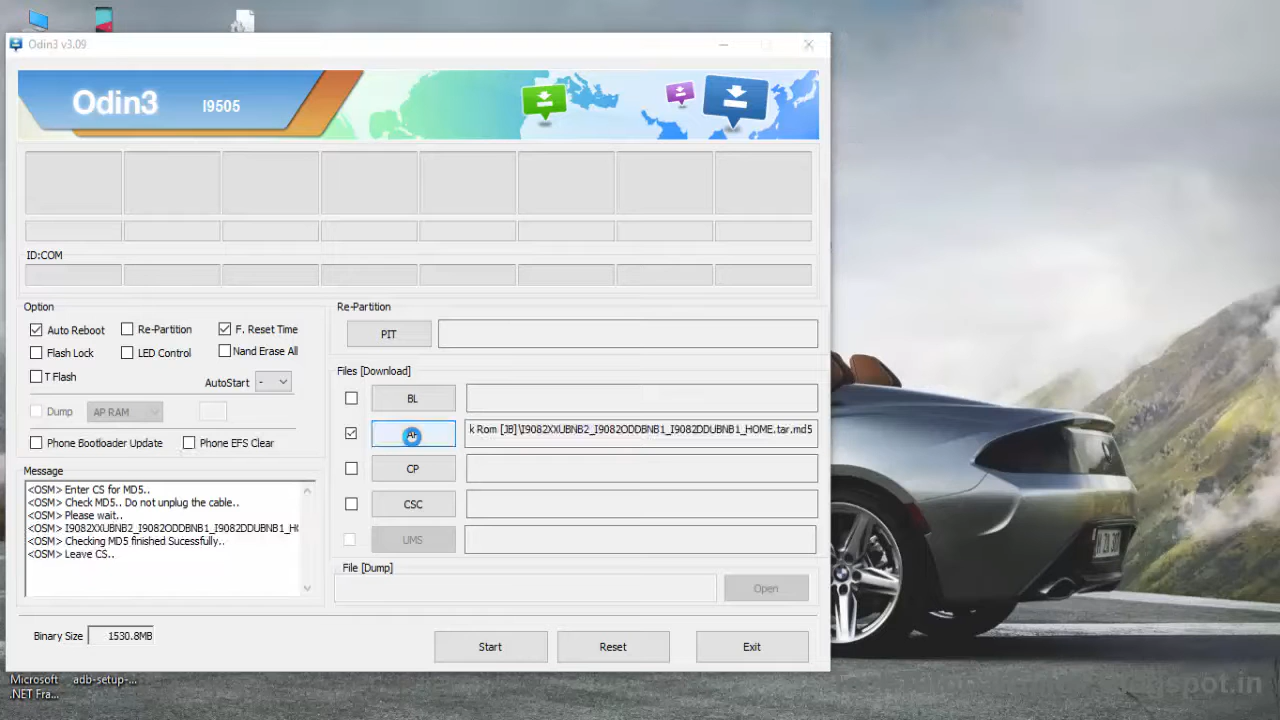 Odin3 v3.09
Odin3
I9505
ID:COM
Option
Auto Reboot
Re-Partition
F. Reset Time
Flash Lock
LED Control
Nand Erase All
T Flash
AutoStart
-
Dump
AP RAM
Phone Bootloader Update
Phone EFS Clear
Message
<OSM> Enter CS for MD5..
<OSM> Check MD5.. Do not unplug the cable..
<OSM> Please wait..
<OSM> I9082XXUBNB2_I9082ODDBNB1_I9082DDUBNB1_HO
<OSM> Checking MD5 finished Sucessfully..
<OSM> Leave CS..
Binary Size
1530.8MB
Re-Partition
PIT
Files [Download]
BL
k Rom [JB]\I9082XXUBNB2_I9082ODDBNB1_I9082DDUBNB1_HOME.tar.md5
CP
CSC
UMS
File [Dump]
Open
Start
Reset
Exit
Microsoft
.NET Fra...
adb-setup-...